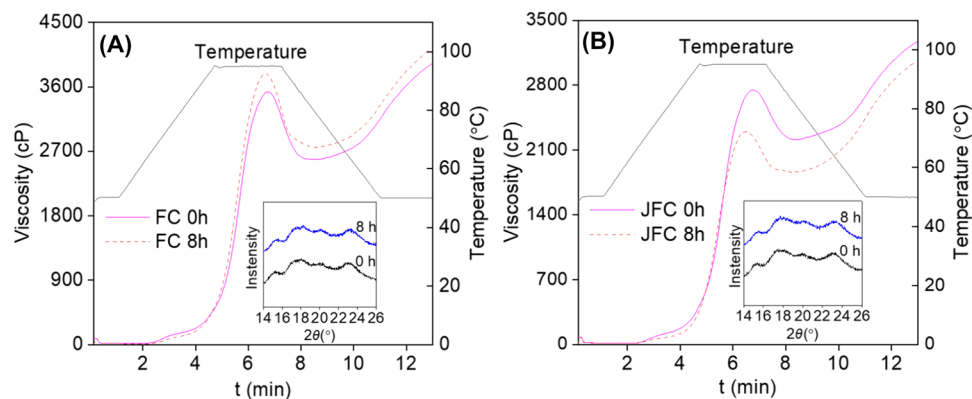 (A)
Temperature
Viscosity (cP)
4500
3600
2700
1800
900
0
FC 0h
FC 8h
Instensity
8 h
0 h
14 16 18 20 22 24 26
2θ(°)
0 2 4 6 8 10 12
t (min)
100
80
60
40
20
0
Temperature (°C)
(B)
Temperature
Viscosity (cP)
3500
2800
2100
1400
700
0
JFC 0h
JFC 8h
Instensity
8 h
0 h
14 16 18 20 22 24 26
2θ(°)
0 2 4 6 8 10 12
t (min)
100
80
60
40
20
0
Temperature (°C)